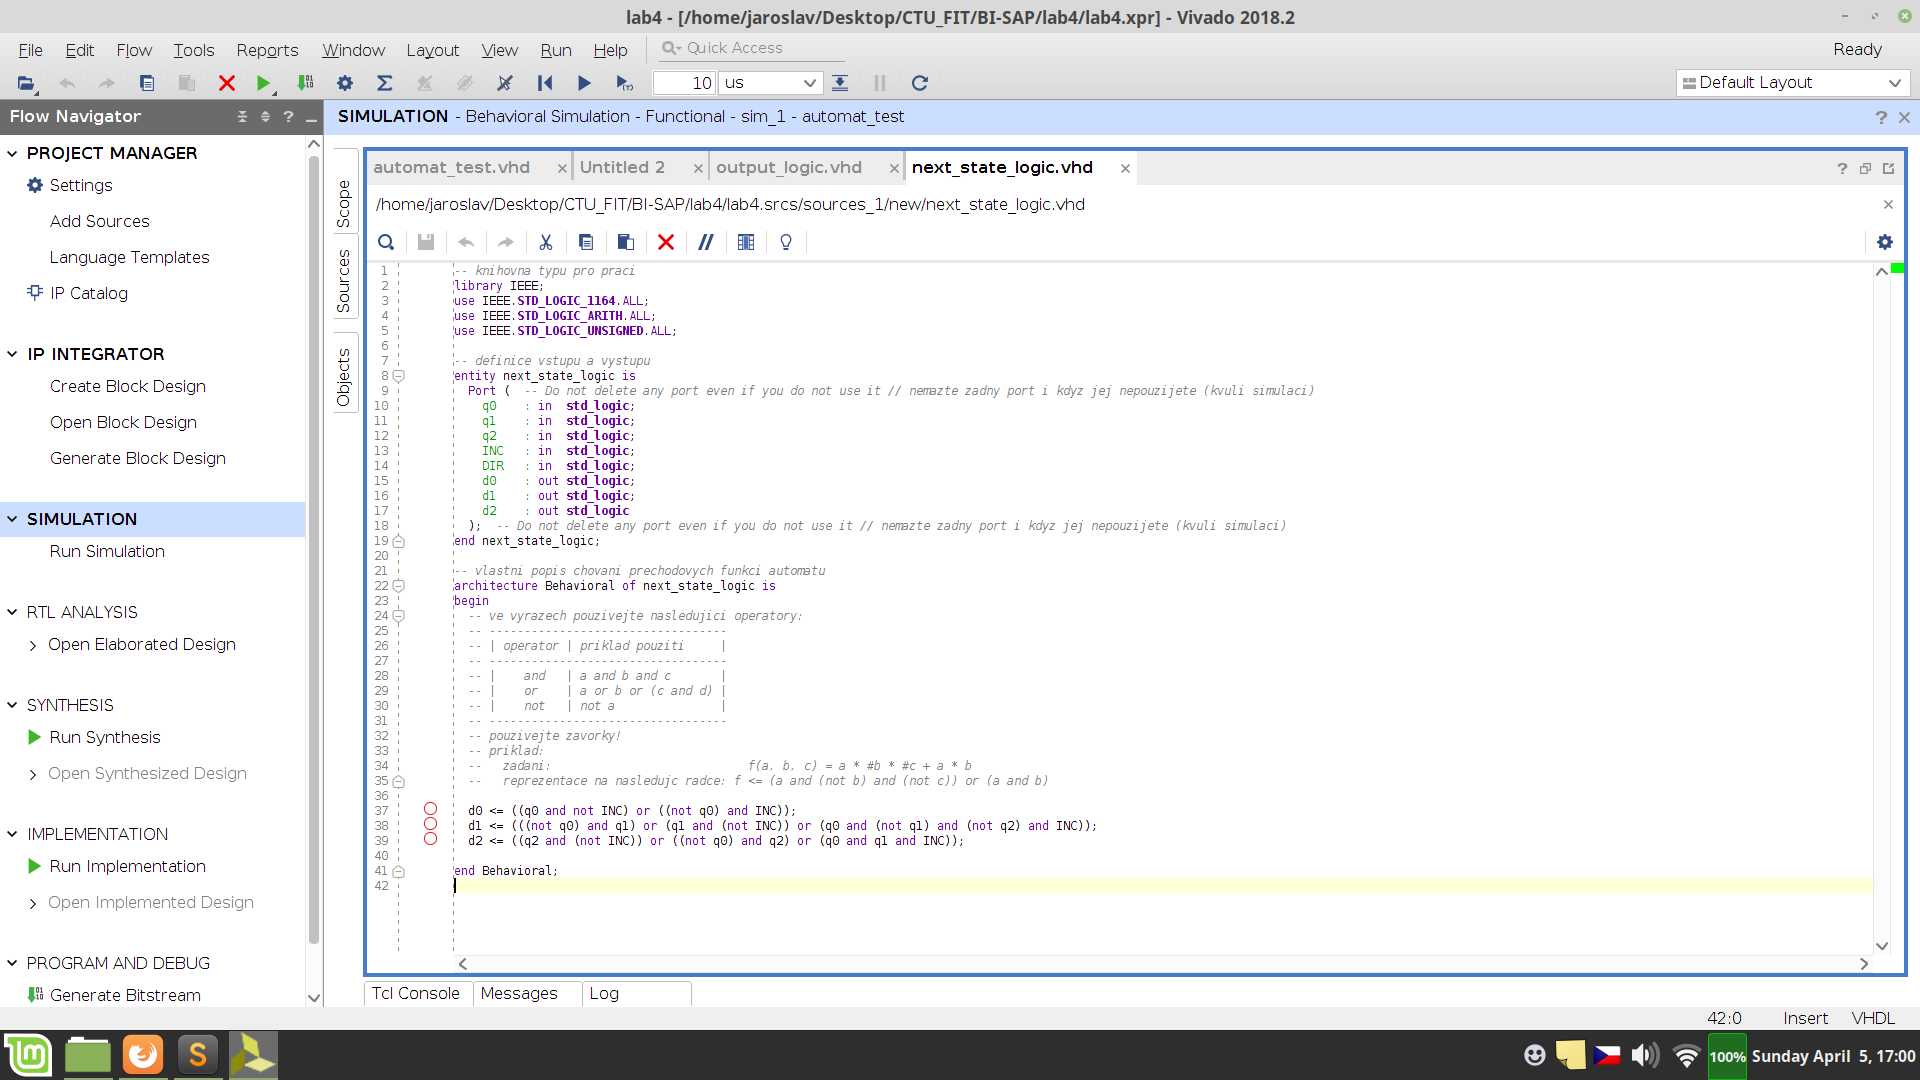 lab4 - [/home/jaroslav/Desktop/CTU_FIT/BI-SAP/lab4/lab4.xpr] - Vivado 2018.2
File Edit Flow Tools Reports Window Layout View Run Help Quick Access Ready
10 us Default Layout
Flow Navigator
SIMULATION - Behavioral Simulation - Functional - sim_1 - automat_test
PROJECT MANAGER
Settings
Add Sources
Language Templates
IP Catalog
IP INTEGRATOR
Create Block Design
Open Block Design
Generate Block Design
SIMULATION
Run Simulation
RTL ANALYSIS
Open Elaborated Design
SYNTHESIS
Run Synthesis
Open Synthesized Design
IMPLEMENTATION
Run Implementation
Open Implemented Design
PROGRAM AND DEBUG
Generate Bitstream
Scope
Sources
Objects
automat_test.vhd Untitled 2 output_logic.vhd next_state_logic.vhd
/home/jaroslav/Desktop/CTU_FIT/BI-SAP/lab4/lab4.srcs/sources_1/new/next_state_logic.vhd
1 -- knihovna typu pro praci
2 library IEEE;
3 use IEEE.STD_LOGIC_1164.ALL;
4 use IEEE.STD_LOGIC_ARITH.ALL;
5 use IEEE.STD_LOGIC_UNSIGNED.ALL;
6
7 -- definice vstupu a vystupu
8 entity next_state_logic is
9 Port ( -- Do not delete any port even if you do not use it // nemazte zadny port i kdyz jej nepouzijete (kvuli simulaci)
10 q0 : in std_logic;
11 q1 : in std_logic;
12 q2 : in std_logic;
13 INC : in std_logic;
14 DIR : in std_logic;
15 d0 : out std_logic;
16 d1 : out std_logic;
17 d2 : out std_logic
18 ); -- Do not delete any port even if you do not use it // nemazte zadny port i kdyz jej nepouzijete (kvuli simulaci)
19 end next_state_logic;
20
21 -- vlastni popis chovani prechodovych funkci automatu
22 architecture Behavioral of next_state_logic is
23 begin
24 -- ve vyrazech pouzivejte nasledujici operatory:
25 -- ----------------------------------
26 -- | operator | priklad pouziti |
27 -- ----------------------------------
28 -- | and | a and b and c |
29 -- | or | a or b or (c and d) |
30 -- | not | not a |
31 -- ----------------------------------
32 -- pouzivejte zavorky!
33 -- priklad:
34 -- zadani: f(a, b, c) = a * #b * #c + a * b
35 -- reprezentace na nasledujc radce: f <= (a and (not b) and (not c)) or (a and b)
36
37 d0 <= ((q0 and not INC) or ((not q0) and INC));
38 d1 <= (((not q0) and q1) or (q1 and (not INC)) or (q0 and (not q1) and (not q2) and INC));
39 d2 <= ((q2 and (not INC)) or ((not q0) and q2) or (q0 and q1 and INC));
40
41 end Behavioral;
42
Tcl Console Messages Log
42:0 Insert VHDL
100% Sunday April 5, 17:00